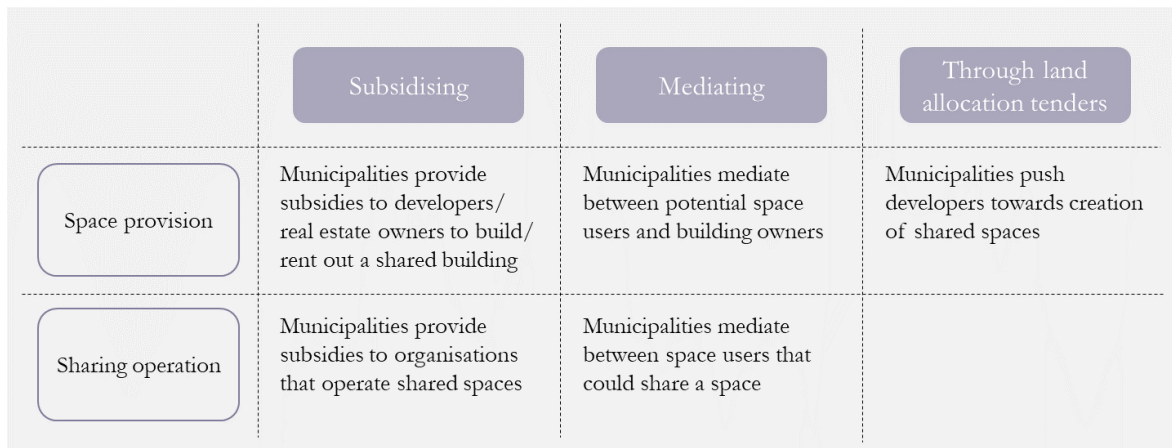 Subsidising
Mediating
Through land
allocation tenders
Space provision
Municipalities provide
subsidies to developers/
real estate owners to build/
rent out a shared building
Municipalities mediate
between potential space
users and building owners
Municipalities push
developers towards creation
of shared spaces
Sharing operation
Municipalities provide
subsidies to organisations
that operate shared spaces
Municipalities mediate
between space users that
could share a space